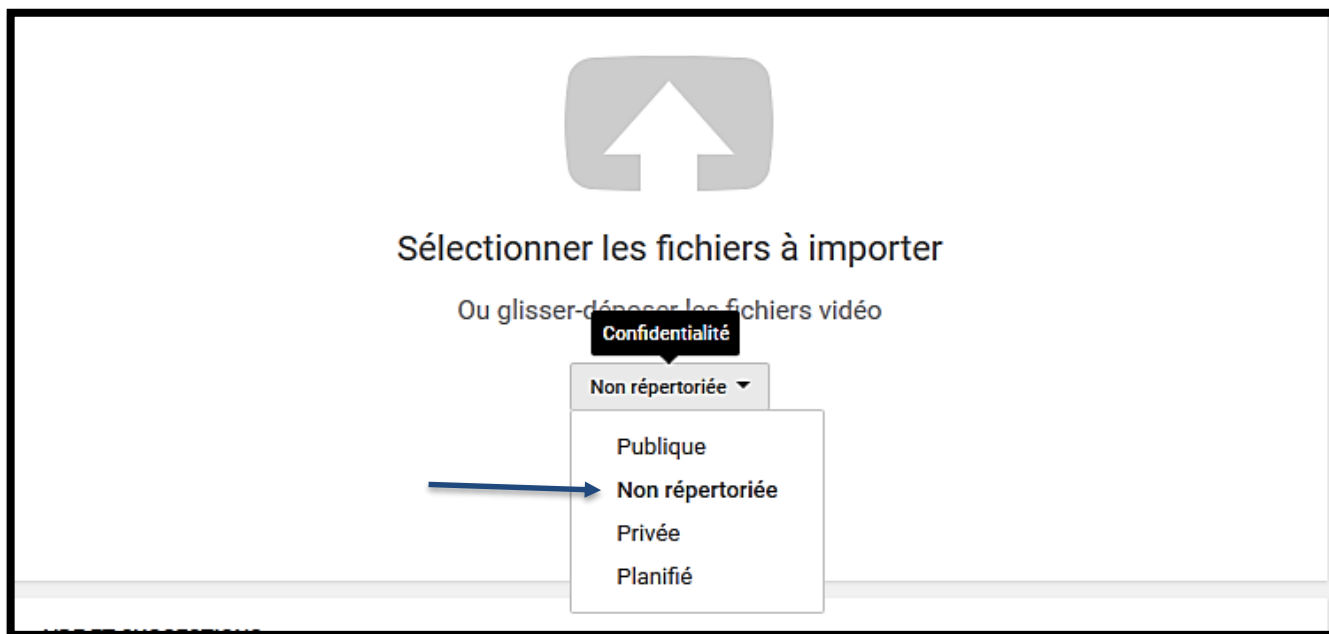 Sélectionner les fichiers à importer
Ou glisser-déposer les fichiers vidéo
Confidentialité
Non répertoriée
Publique
Non répertoriée
Privée
Planifié